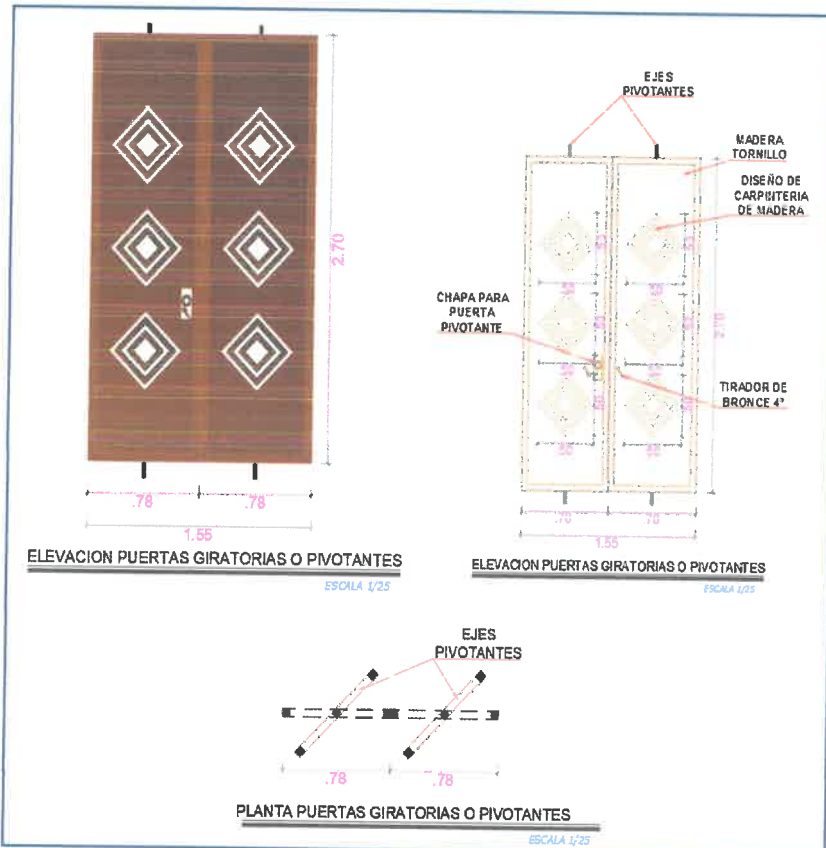 2.70
.78
.78
1.55
ELEVACION PUERTAS GIRATORIAS O PIVOTANTES
ESCALA 1/25
EJES
PIVOTANTES
MADERA
TORNILLO
DISEÑO DE
CARPINTERIA
DE MADERA
CHAPA PARA
PUERTA
PIVOTANTE
TIRADOR DE
BRONCE 4"
2.70
1.55
ELEVACION PUERTAS GIRATORIAS O PIVOTANTES
ESCALA 1/25
EJES
PIVOTANTES
.78
.78
PLANTA PUERTAS GIRATORIAS O PIVOTANTES
ESCALA 1/25